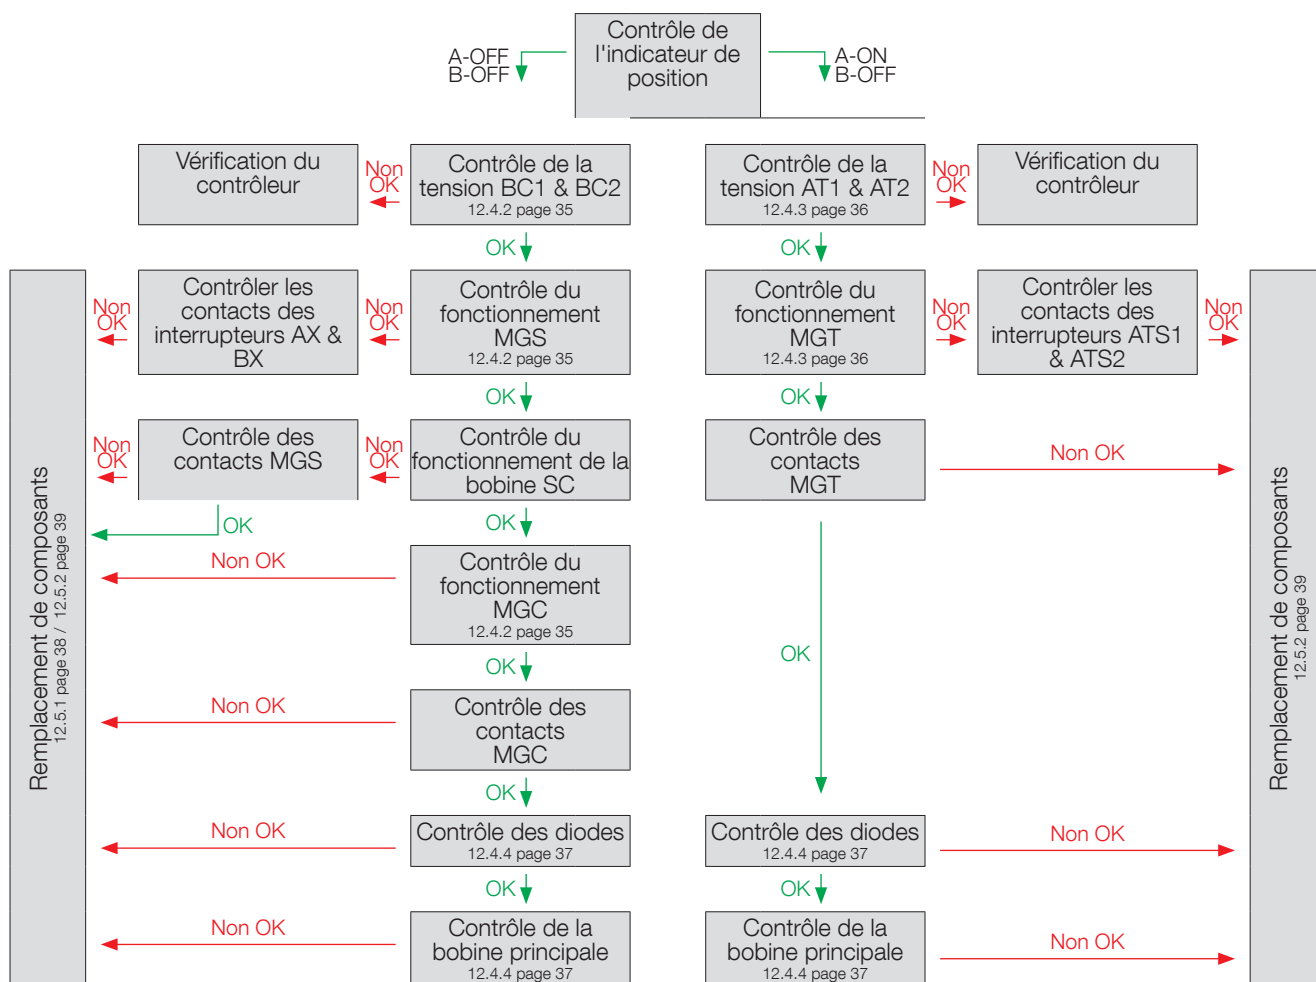 Contrôle de
l'indicateur de
position
A-OFF
B-OFF
A-ON
B-OFF
Vérification du
contrôleur
Non
OK
Contrôle de la
tension BC1 & BC2
12.4.2 page 35
Contrôle de la
tension AT1 & AT2
12.4.3 page 36
Non
OK
Vérification du
contrôleur
OK
OK
Non
OK
Contrôler les
contacts des
interrupteurs AX &
BX
Non
OK
Contrôle du
fonctionnement
MGS
12.4.2 page 35
Contrôle du
fonctionnement
MGT
12.4.3 page 36
Non
OK
Contrôler les
contacts des
interrupteurs ATS1
& ATS2
Non
OK
OK
OK
Non
OK
Contrôle des
contacts MGS
Non
OK
Contrôle du
fonctionnement de la
bobine SC
Contrôle des
contacts
MGT
Non OK
OK
OK
Non OK
Contrôle du
fonctionnement
MGC
12.4.2 page 35
OK
OK
Non OK
Contrôle des
contacts
MGC
OK
Non OK
Contrôle des diodes
12.4.4 page 37
Contrôle des diodes
12.4.4 page 37
Non OK
OK
OK
Non OK
Contrôle de la
bobine principale
12.4.4 page 37
Contrôle de la
bobine principale
12.4.4 page 37
Non OK
Remplacement de composants
12.5.1 page 38 / 12.5.2 page 39
Remplacement de composants
12.5.2 page 39